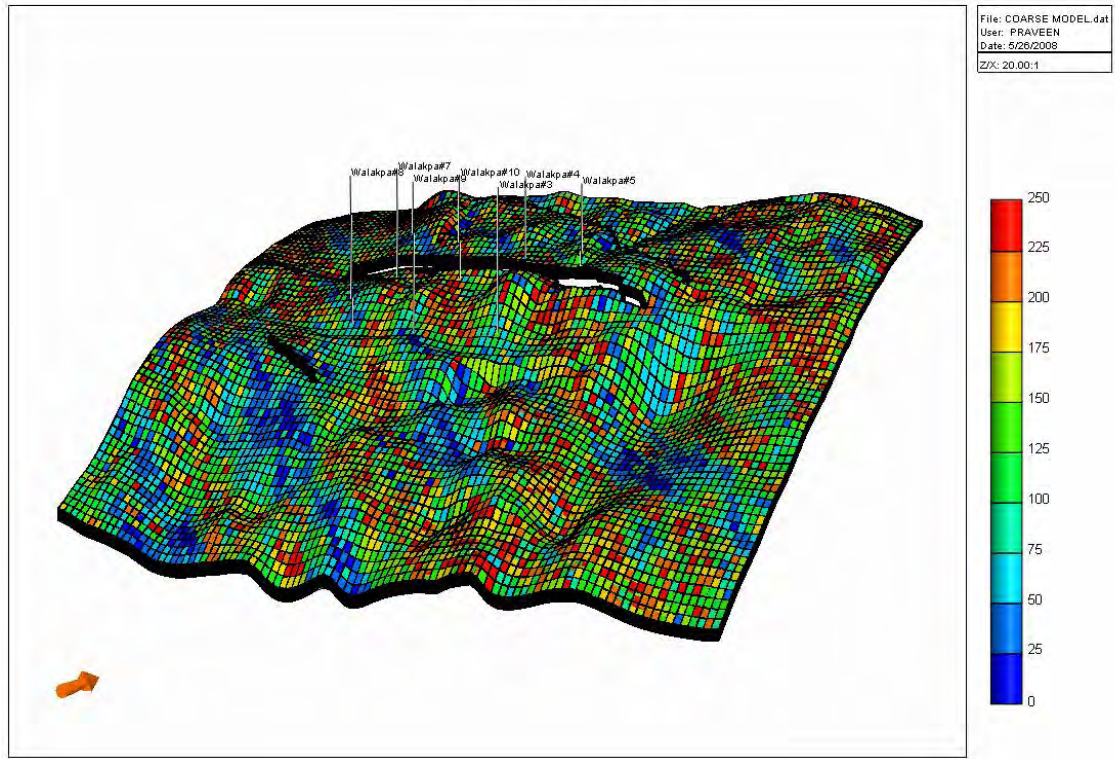 File: COARSE MODEL.dat
User: PRAVEEN
Date: 5/26/2008
Z/X: 20.00:1
Walakpa#8
Walakpa#7
Walakpa#9
Walakpa#10
Walakpa#3
Walakpa#4
Walakpa#5
250
225
200
175
150
125
100
75
50
25
0